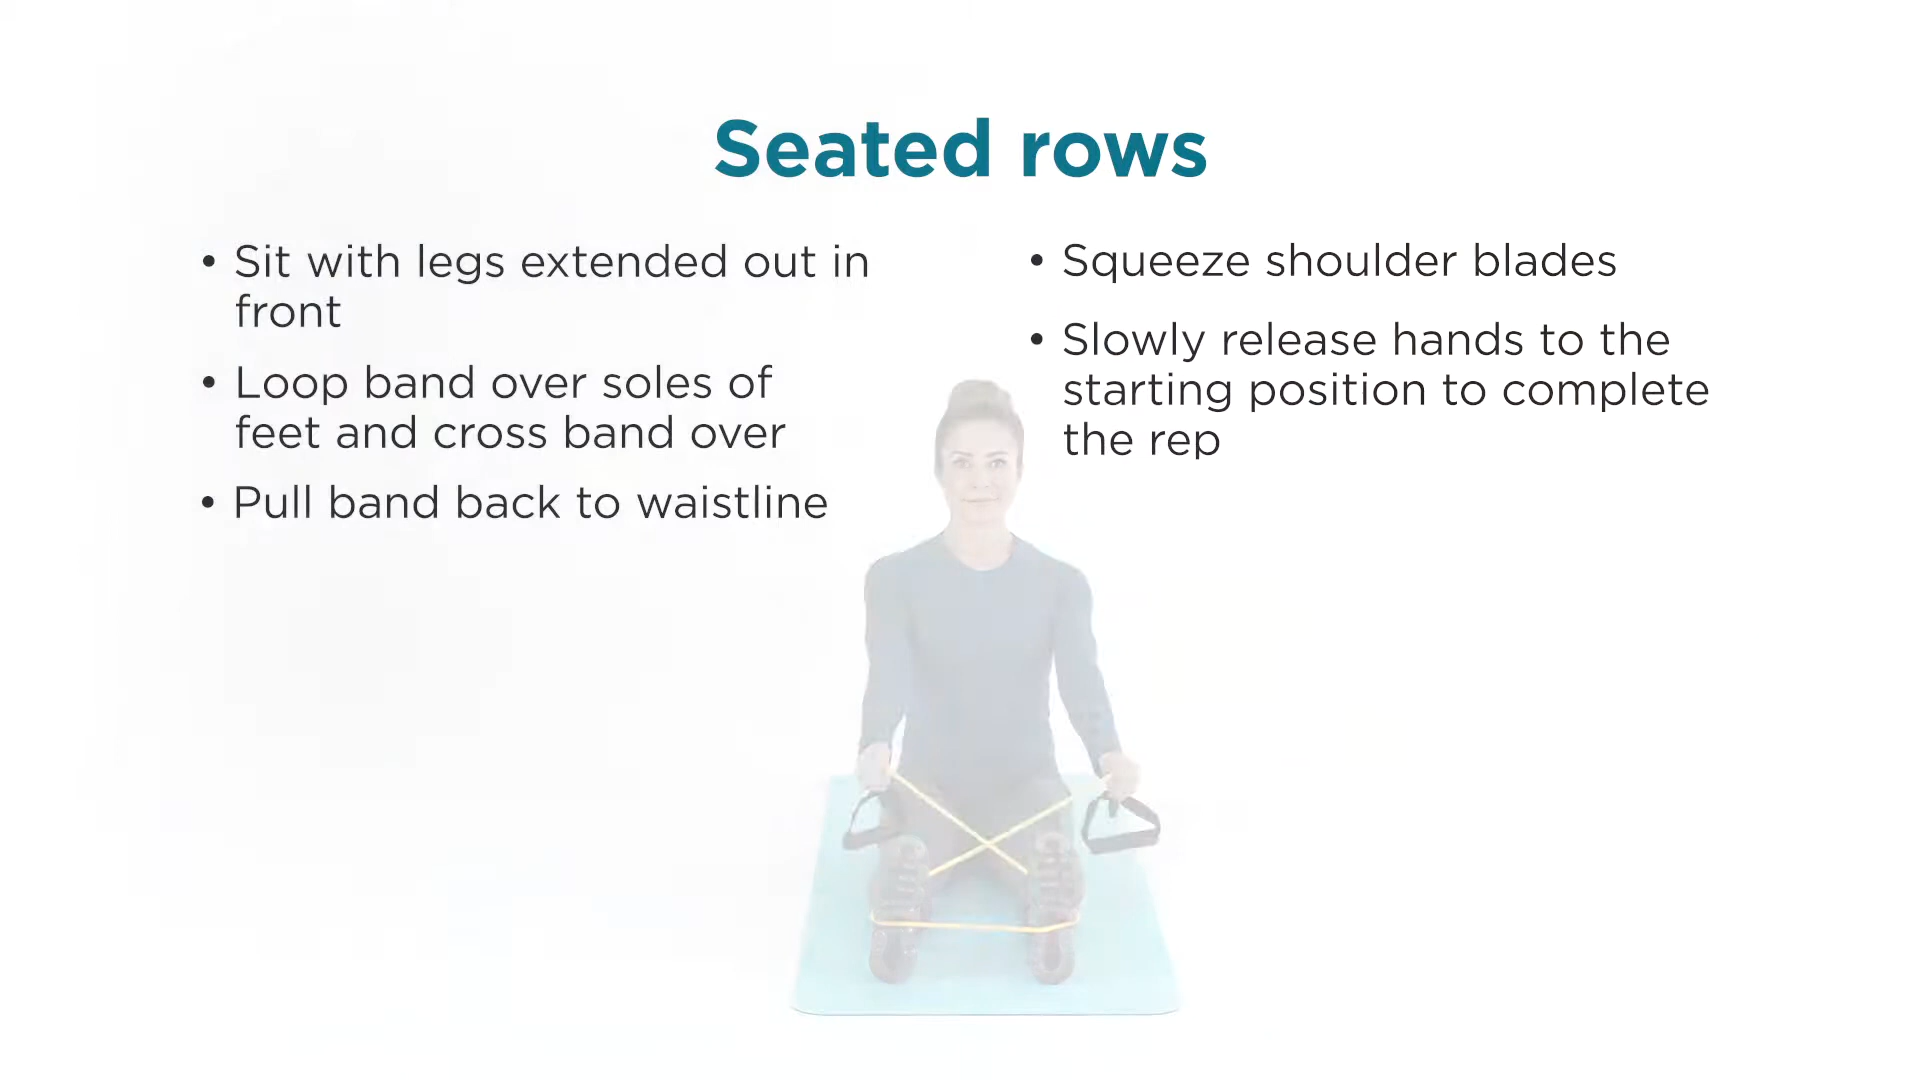 Seated rows
• Sit with legs extended out in
front
• Loop band over soles of
feet and cross band over
• Pull band back to waistline
• Squeeze shoulder blades
• Slowly release hands to the
starting position to complete
the rep